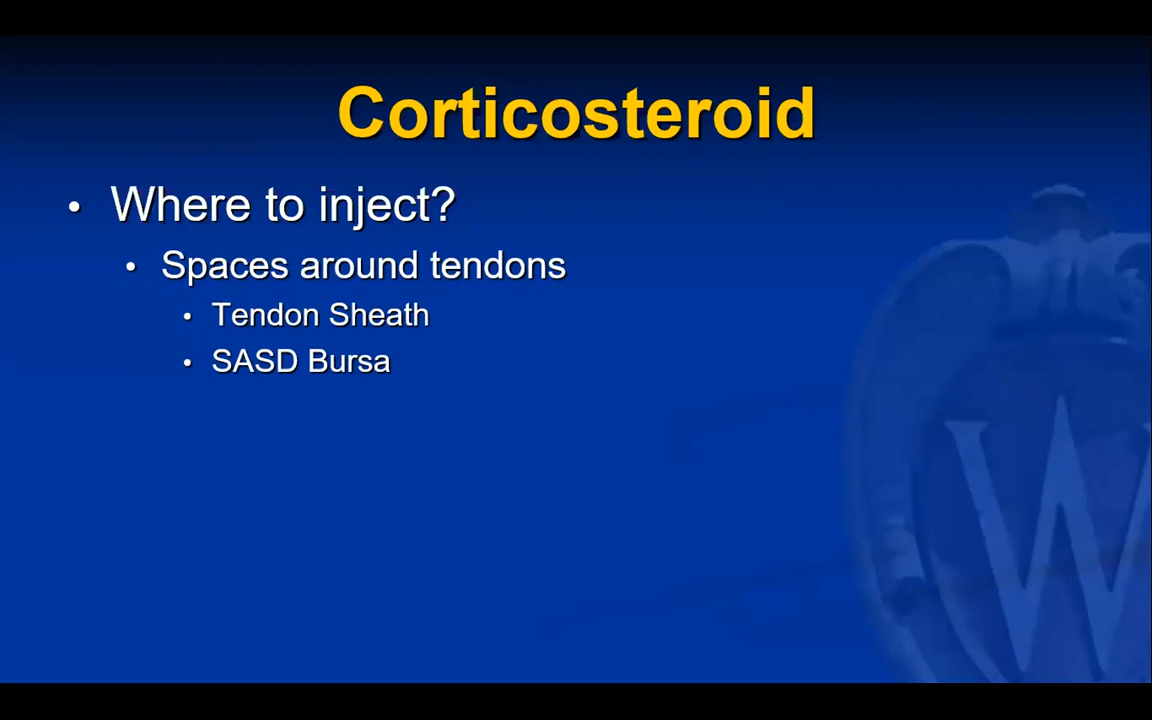 Corticosteroid
• Where to inject?
• Spaces around tendons
• Tendon Sheath
• SASD Bursa
W